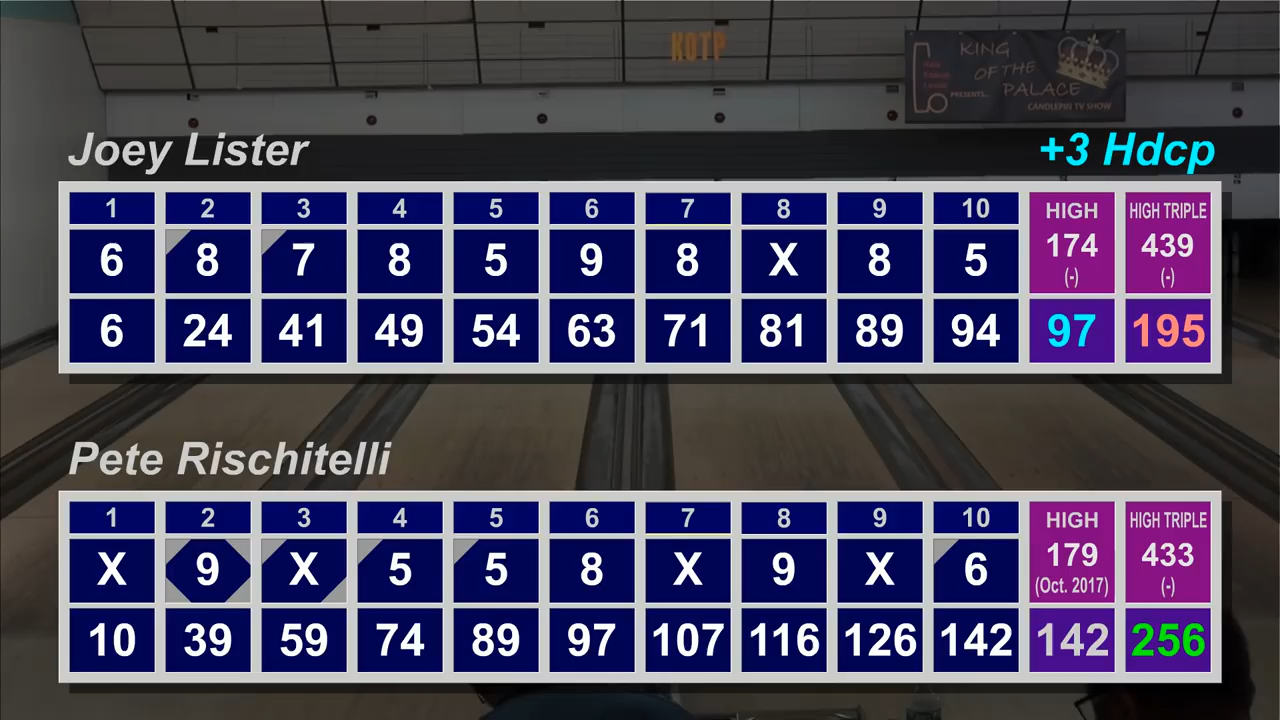 KOTP
KING
OF THE
PALACE
PRESENTS...
CANDLEPIN TV SHOW
Joey Lister
+3 Hdcp
1 2 3 4 5 6 7 8 9 10 HIGH HIGH TRIPLE
6 8 7 8 5 9 8 X 8 5 174 439
(-) (-)
6 24 41 49 54 63 71 81 89 94 97 195
Pete Rischitelli
1 2 3 4 5 6 7 8 9 10 HIGH HIGH TRIPLE
X 9 X 5 5 8 X 9 X 6 179 433
(Oct. 2017) (-)
10 39 59 74 89 97 107 116 126 142 142 256